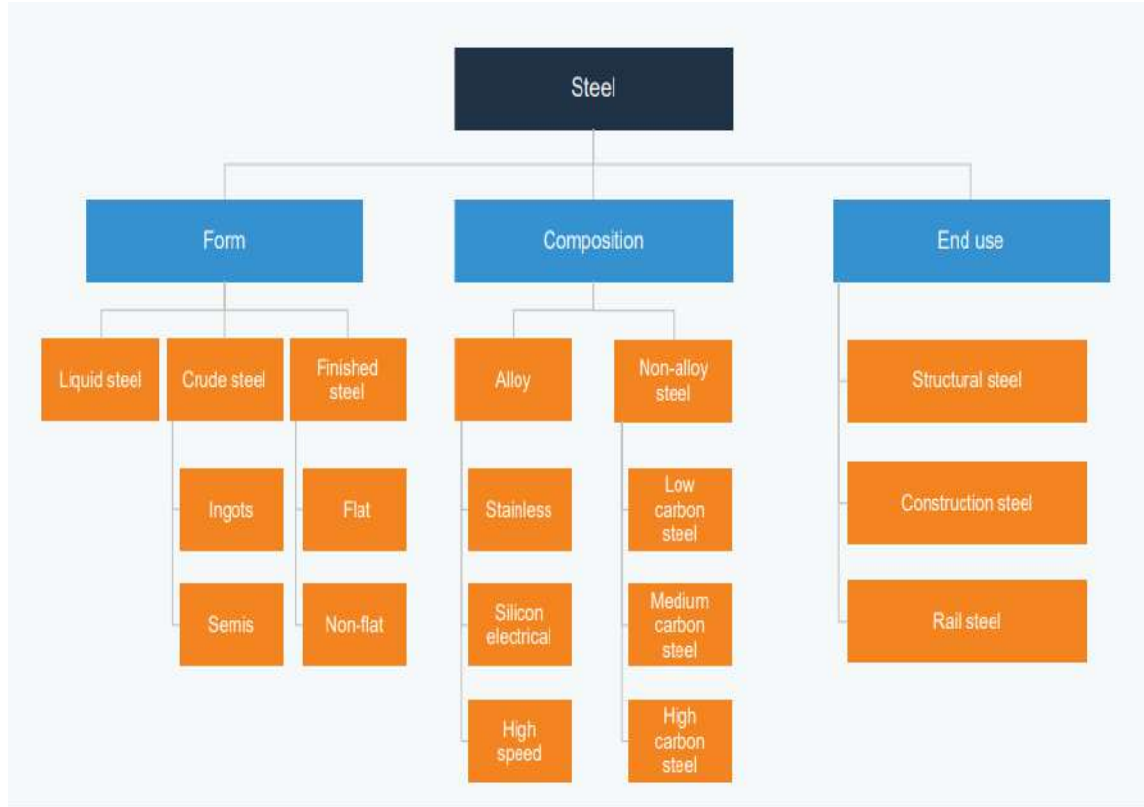 Steel
Form
Composition
End use
Liquid steel
Crude steel
Finished
steel
Alloy
Non-alloy
steel
Structural steel
Ingots
Flat
Stainless
Low
carbon
steel
Construction steel
Semis
Non-flat
Silicon
electrical
Medium
carbon
steel
Rail steel
High
speed
High
carbon
steel